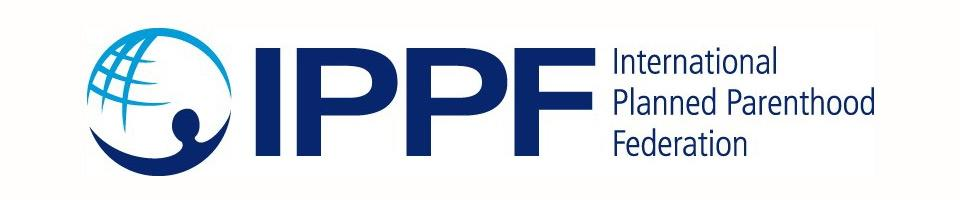 IPPF
International
Planned Parenthood
Federation